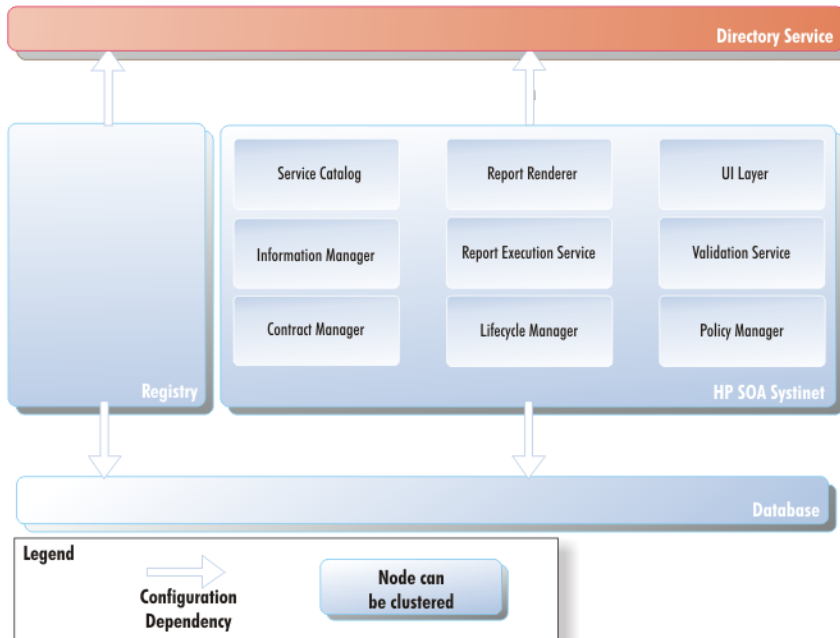 Directory Service
Service Catalog
Report Renderer
UI Layer
Information Manager
Report Execution Service
Validation Service
Contract Manager
Lifecycle Manager
Policy Manager
Registry
HP SOA Systinet
Database
Legend
Configuration
Dependency
Node can
be clustered